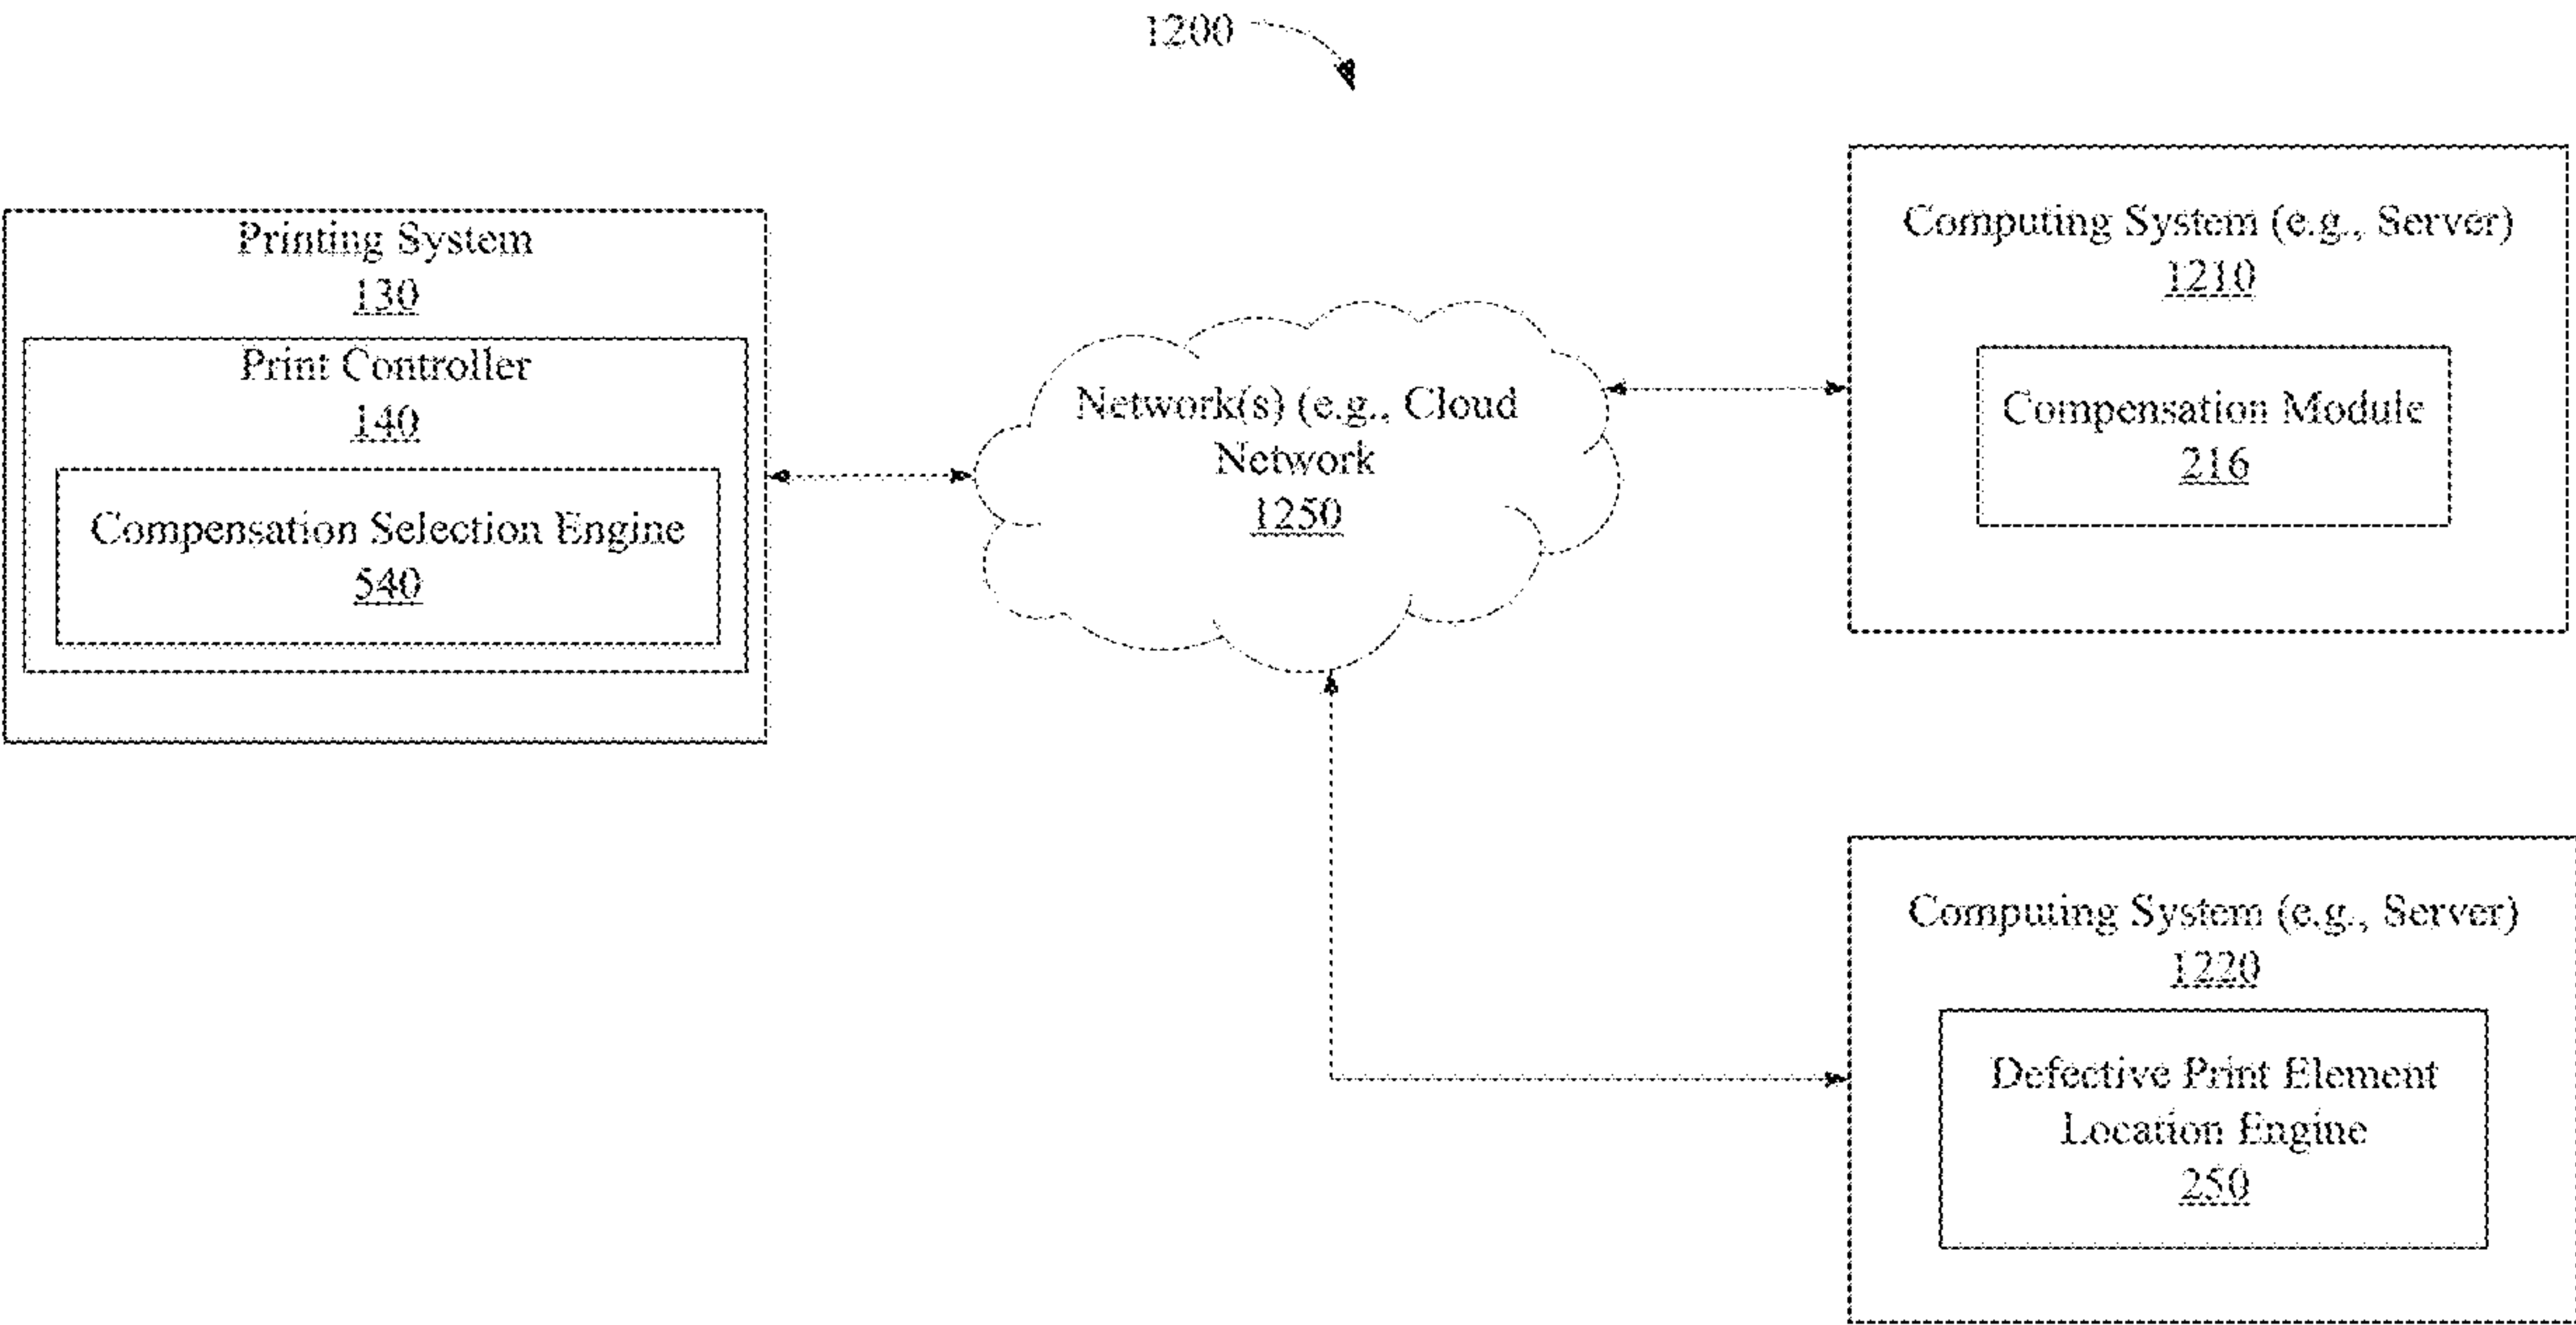 1200
Printing System
130
Print Controller
140
Compensation Selection Engine
540
Network(s) (e.g., Cloud
Network
1250
Computing System (e.g., Server)
1210
Compensation Module
216
Computing System (e.g., Server)
1220
Defective Print Element
Location Engine
250